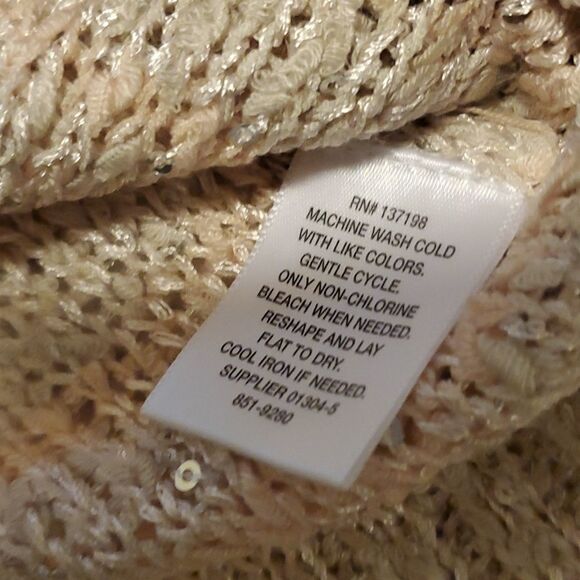 RN# 137198
MACHINE WASH COLD
WITH LIKE COLORS.
GENTLE CYCLE.
ONLY NON-CHLORINE
BLEACH WHEN NEEDED.
RESHAPE AND LAY
FLAT TO DRY.
COOL IRON IF NEEDED.
SUPPLIER 01304-5
851-9280